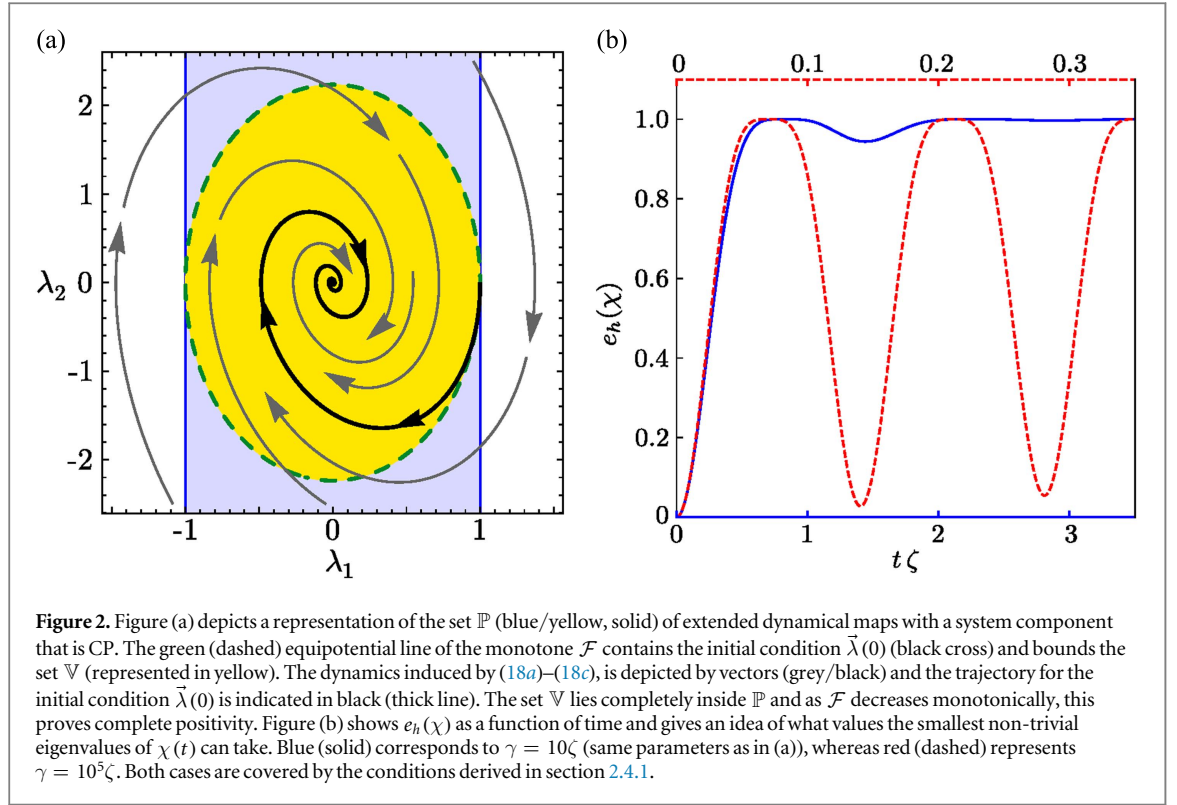 (a)
2
1
λ₂ 0
-1
-2
-1 0 1
λ₁
(b)
0 0.1 0.2 0.3
1.0
0.8
0.6
e_h(χ)
0.4
0.2
0
0 1 2 3
t ζ
Figure 2. Figure (a) depicts a representation of the set ℙ (blue/yellow, solid) of extended dynamical maps with a system component
that is CP. The green (dashed) equipotential line of the monotone ℱ contains the initial condition λ⃗(0) (black cross) and bounds the
set 𝕍 (represented in yellow). The dynamics induced by (18a)–(18c), is depicted by vectors (grey/black) and the trajectory for the
initial condition λ⃗(0) is indicated in black (thick line). The set 𝕍 lies completely inside ℙ and as ℱ decreases monotonically, this
proves complete positivity. Figure (b) shows e_h(χ) as a function of time and gives an idea of what values the smallest non-trivial
eigenvalues of χ(t) can take. Blue (solid) corresponds to γ = 10ζ (same parameters as in (a)), whereas red (dashed) represents
γ = 10⁵ζ. Both cases are covered by the conditions derived in section 2.4.1.